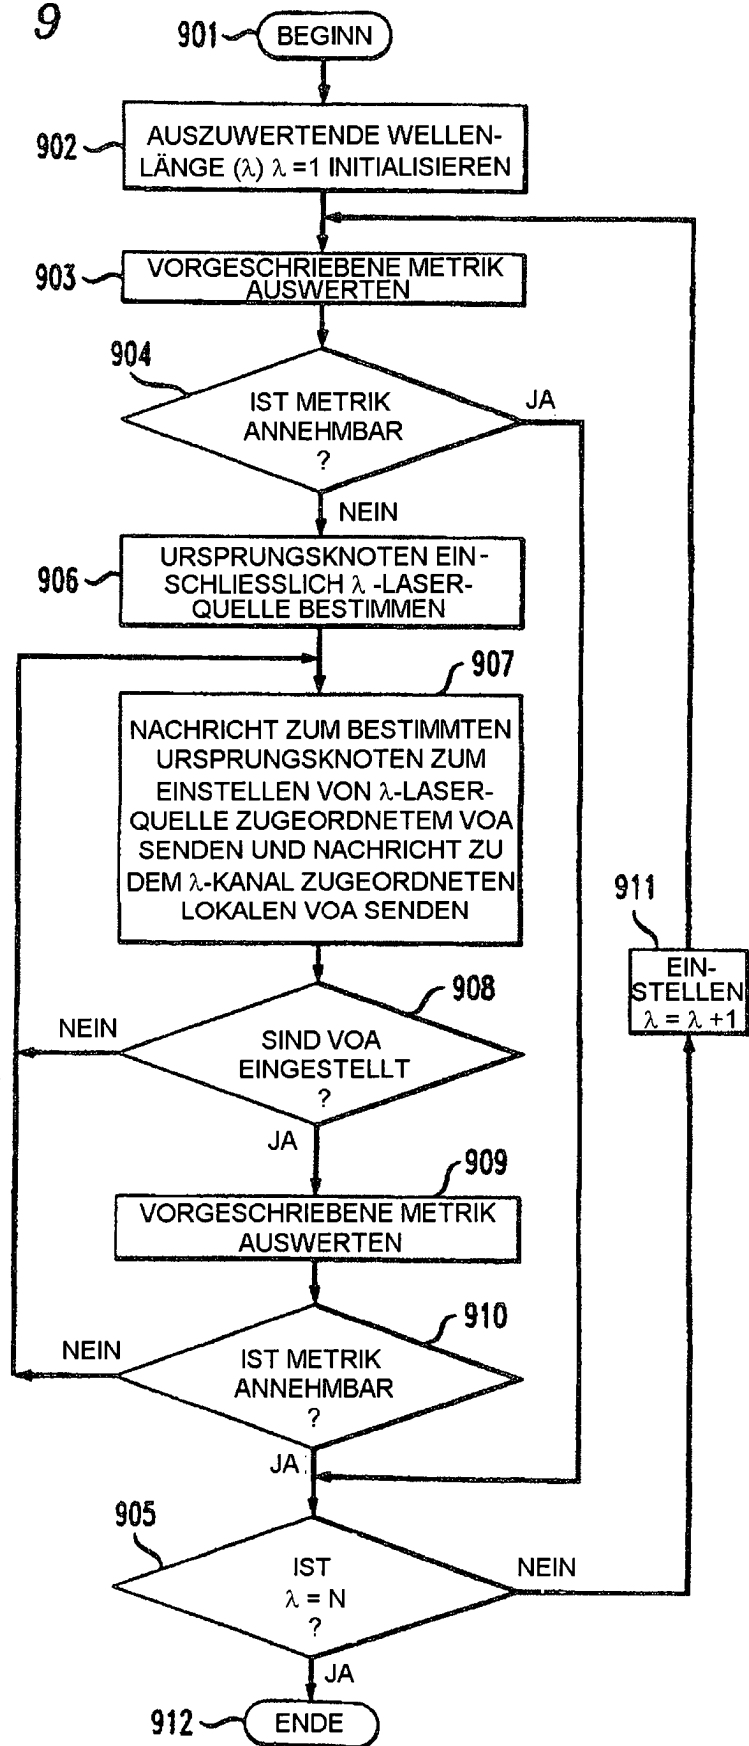 9
901
BEGINN
902
AUSZUWERTENDE WELLEN-
LÄNGE (λ) λ =1 INITIALISIEREN
903
VORGESCHRIEBENE METRIK
AUSWERTEN
904
IST METRIK
ANNEHMBAR
?
JA
NEIN
906
URSPRUNGSKNOTEN EIN-
SCHLIESSLICH λ -LASER-
QUELLE BESTIMMEN
907
NACHRICHT ZUM BESTIMMTEN
URSPRUNGSKNOTEN ZUM
EINSTELLEN VON λ-LASER-
QUELLE ZUGEORDNETEM VOA
SENDEN UND NACHRICHT ZU
DEM λ-KANAL ZUGEORDNETEN
LOKALEN VOA SENDEN
911
EIN-
STELLEN
λ = λ +1
908
NEIN
SIND VOA
EINGESTELLT
?
JA
909
VORGESCHRIEBENE METRIK
AUSWERTEN
910
NEIN
IST METRIK
ANNEHMBAR
?
JA
905
IST
λ = N
?
NEIN
JA
912
ENDE